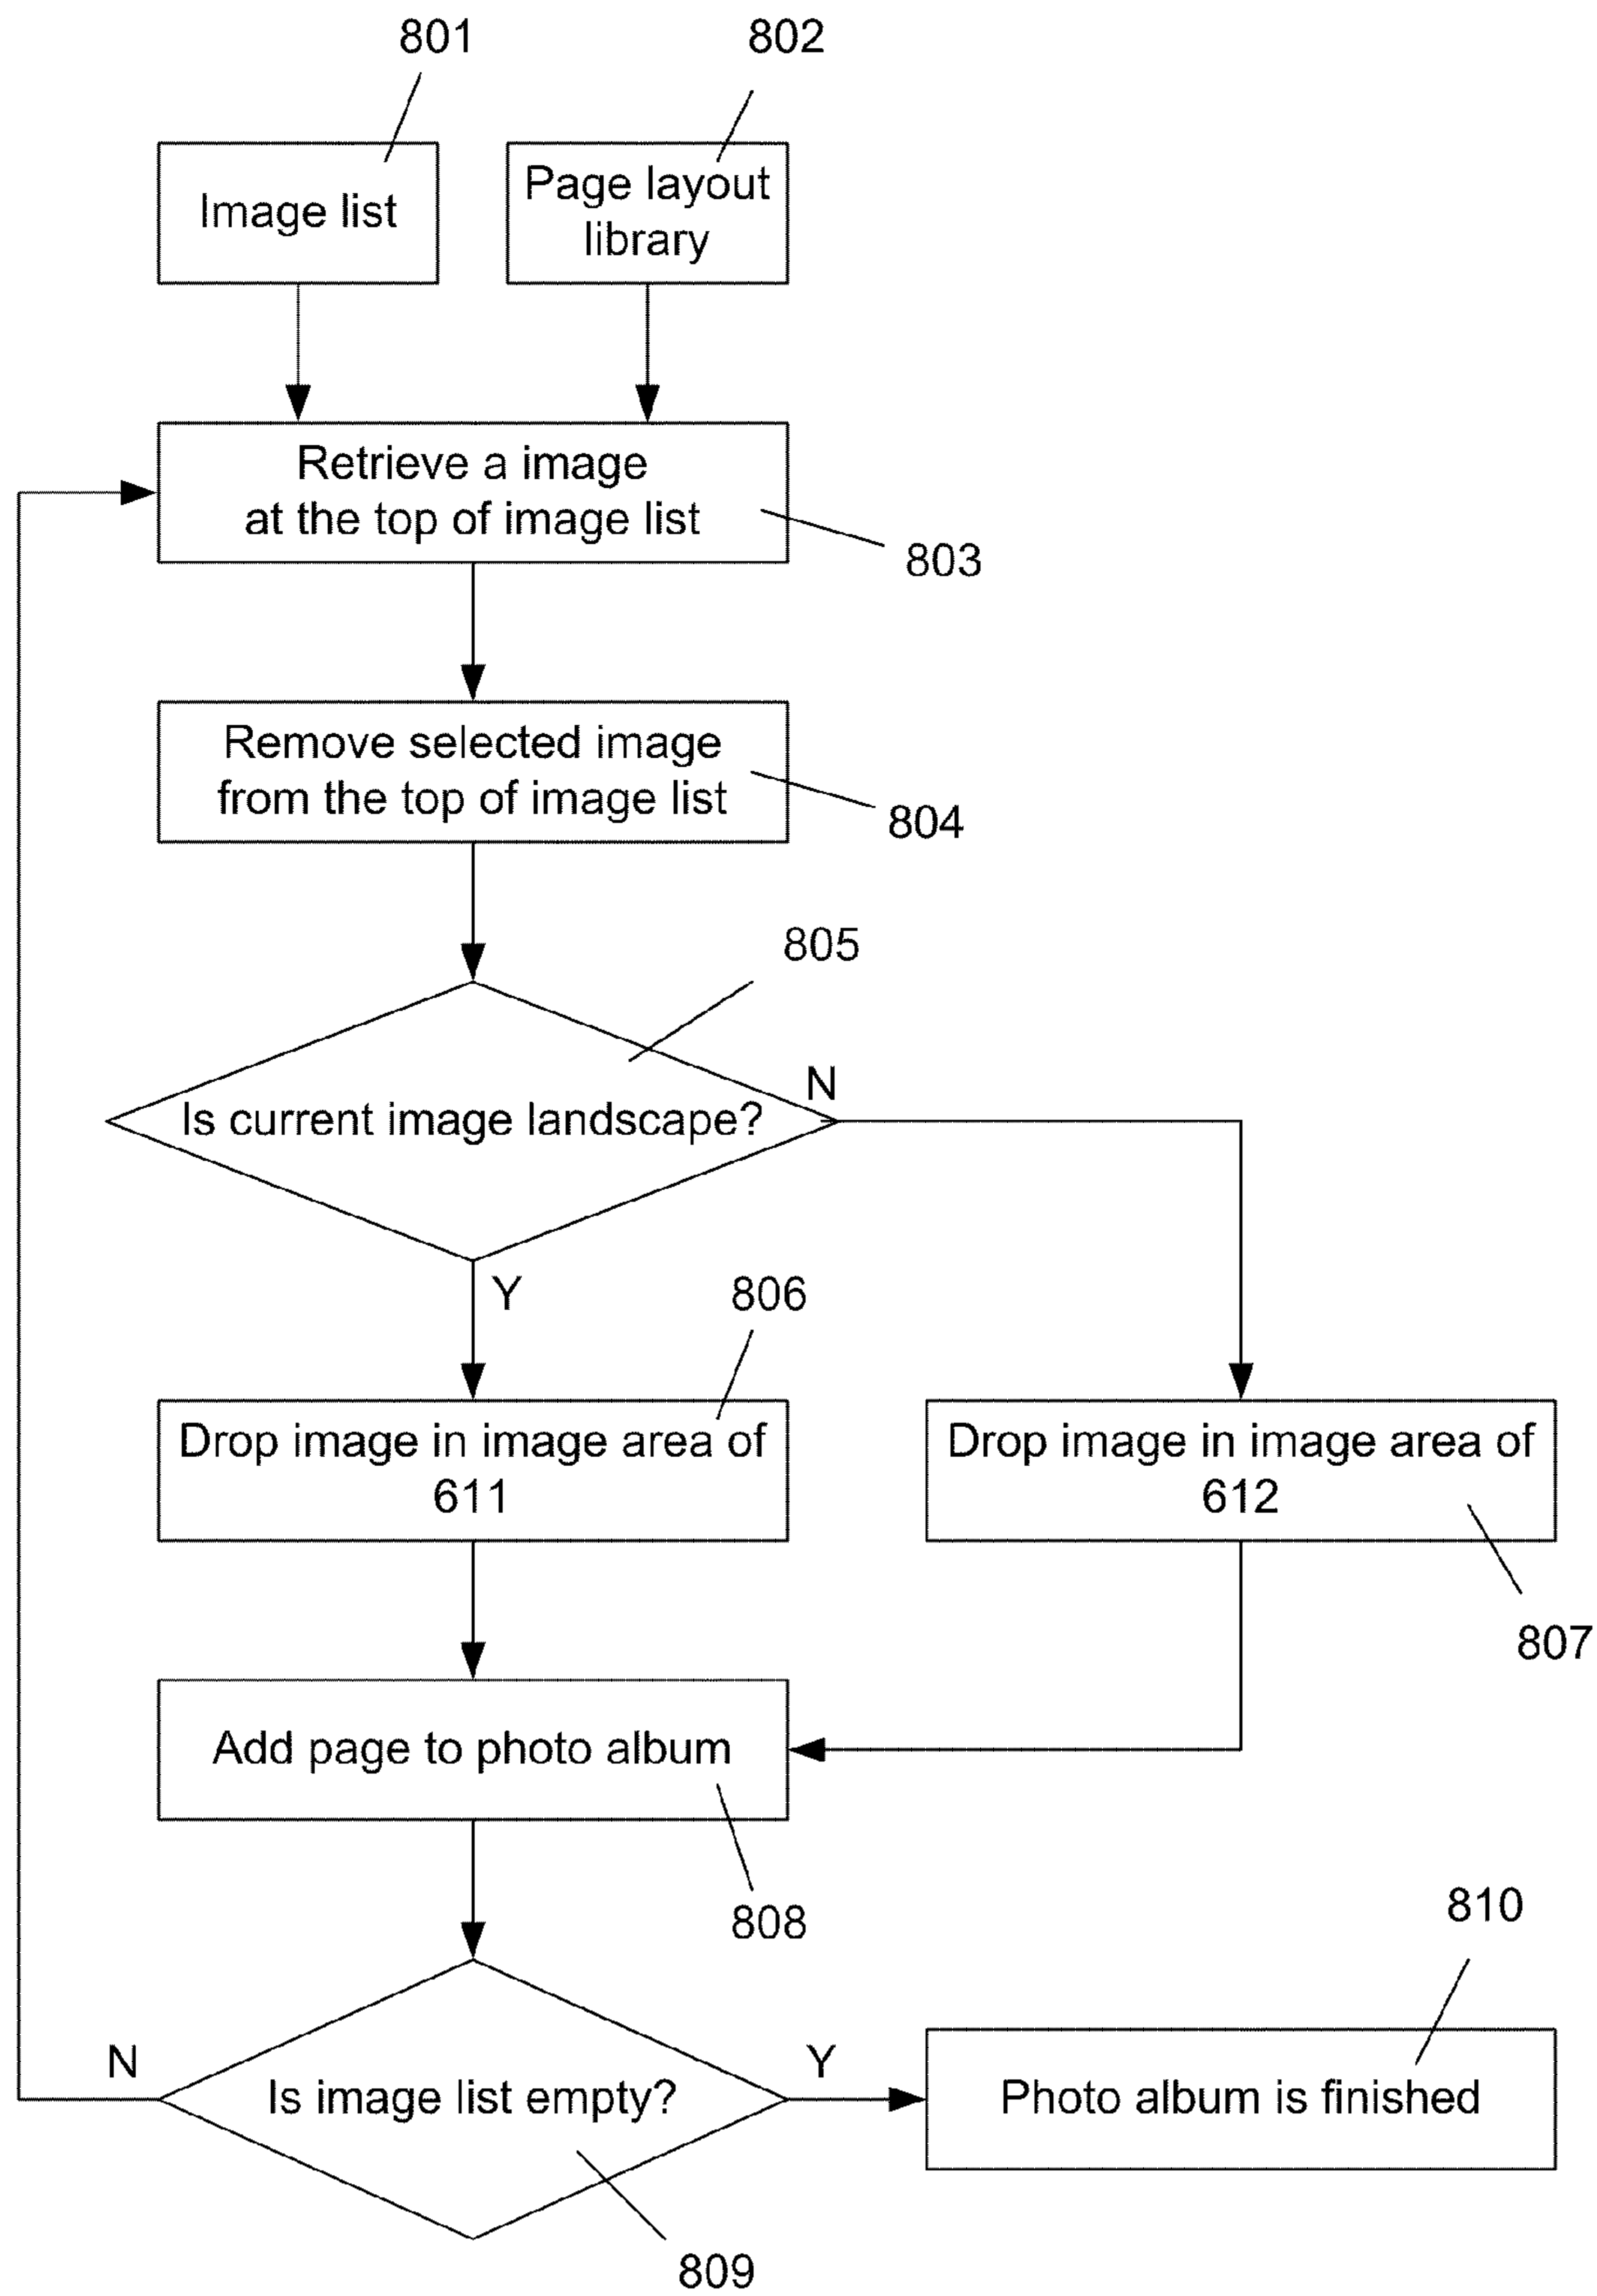 801
802
Image list
Page layout
library
Retrieve a image
at the top of image list
803
Remove selected image
from the top of image list
804
805
Is current image landscape?
N
Y
806
Drop image in image area of
611
Drop image in image area of
612
807
Add page to photo album
808
810
N
Is image list empty?
Y
Photo album is finished
809